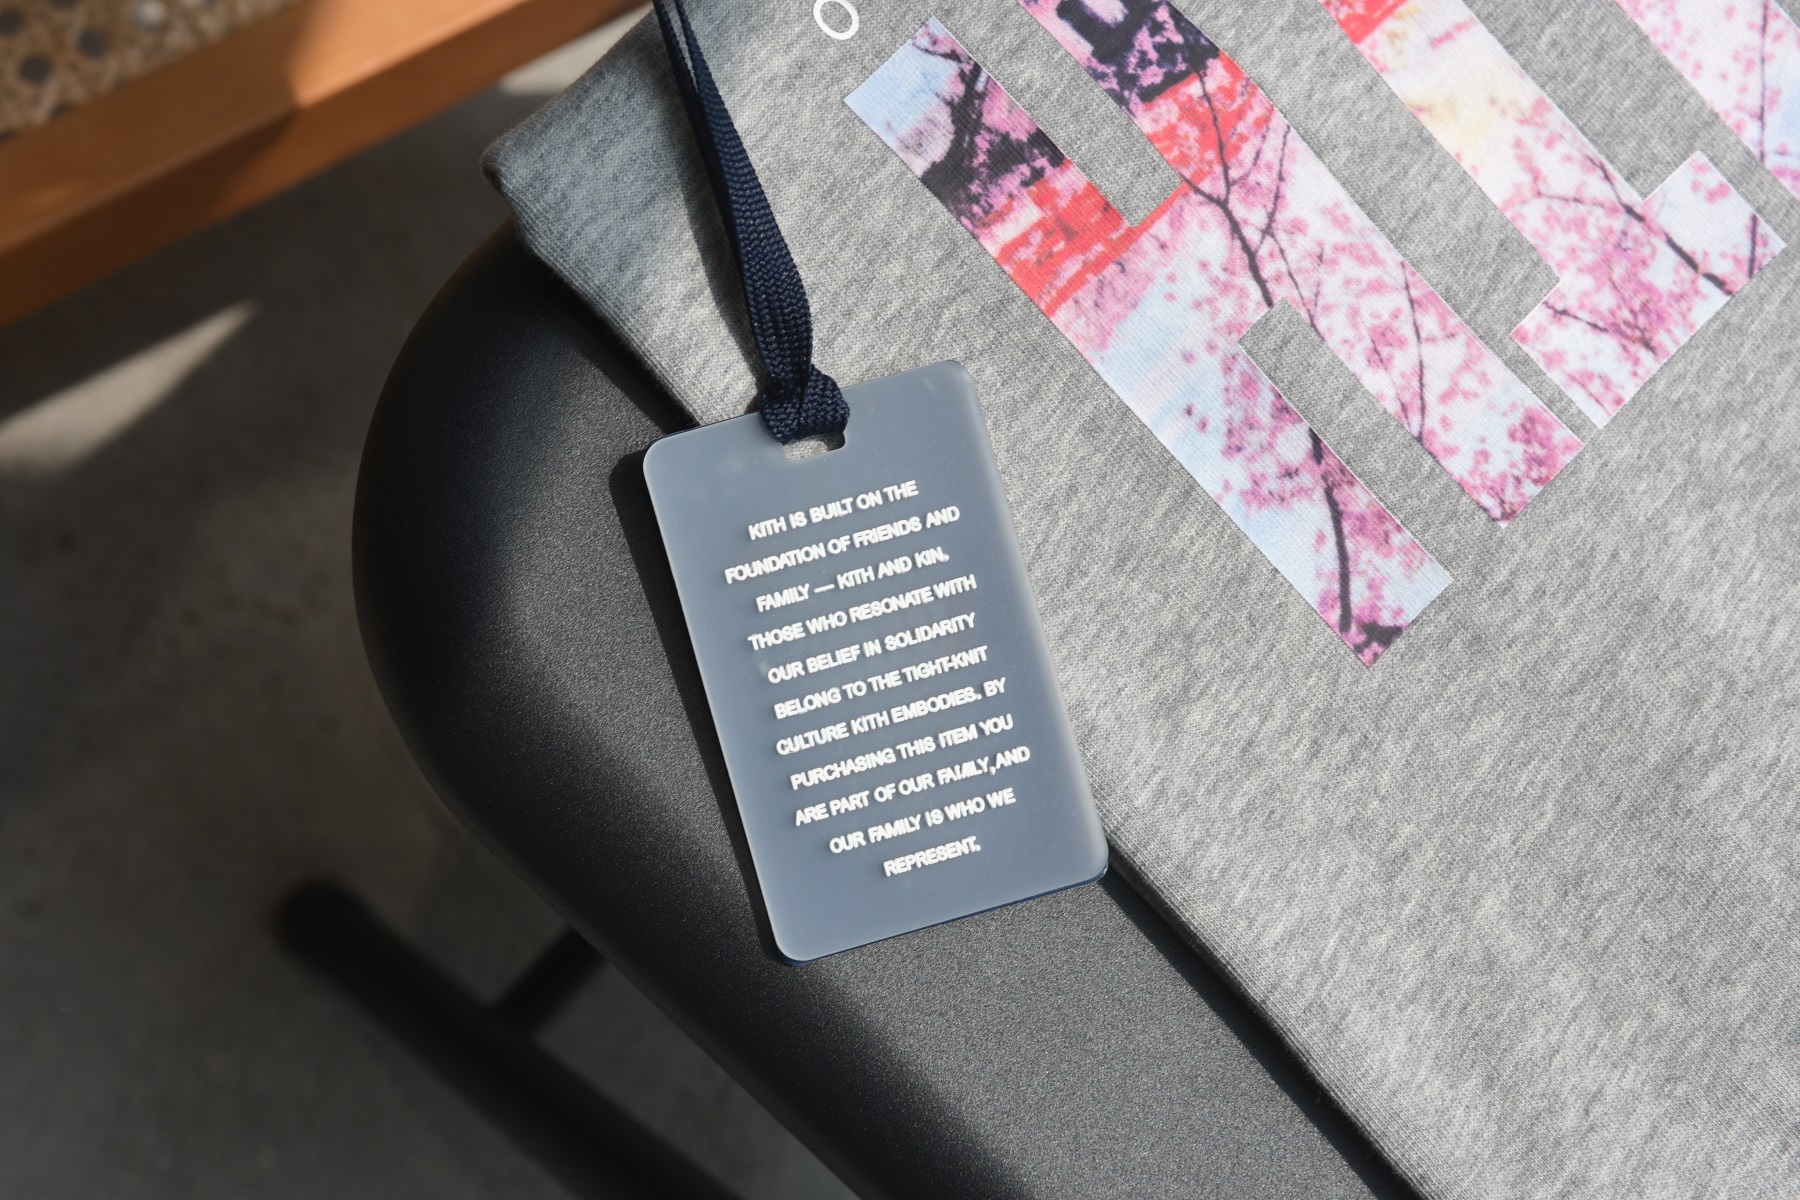 KITH IS BUILT ON THE
FOUNDATION OF FRIENDS AND
FAMILY — KITH AND KIN.
THOSE WHO RESONATE WITH
OUR BELIEF IN SOLIDARITY
BELONG TO THE TIGHT-KNIT
CULTURE KITH EMBODIES. BY
PURCHASING THIS ITEM YOU
ARE PART OF OUR FAMILY, AND
OUR FAMILY IS WHO WE
REPRESENT.